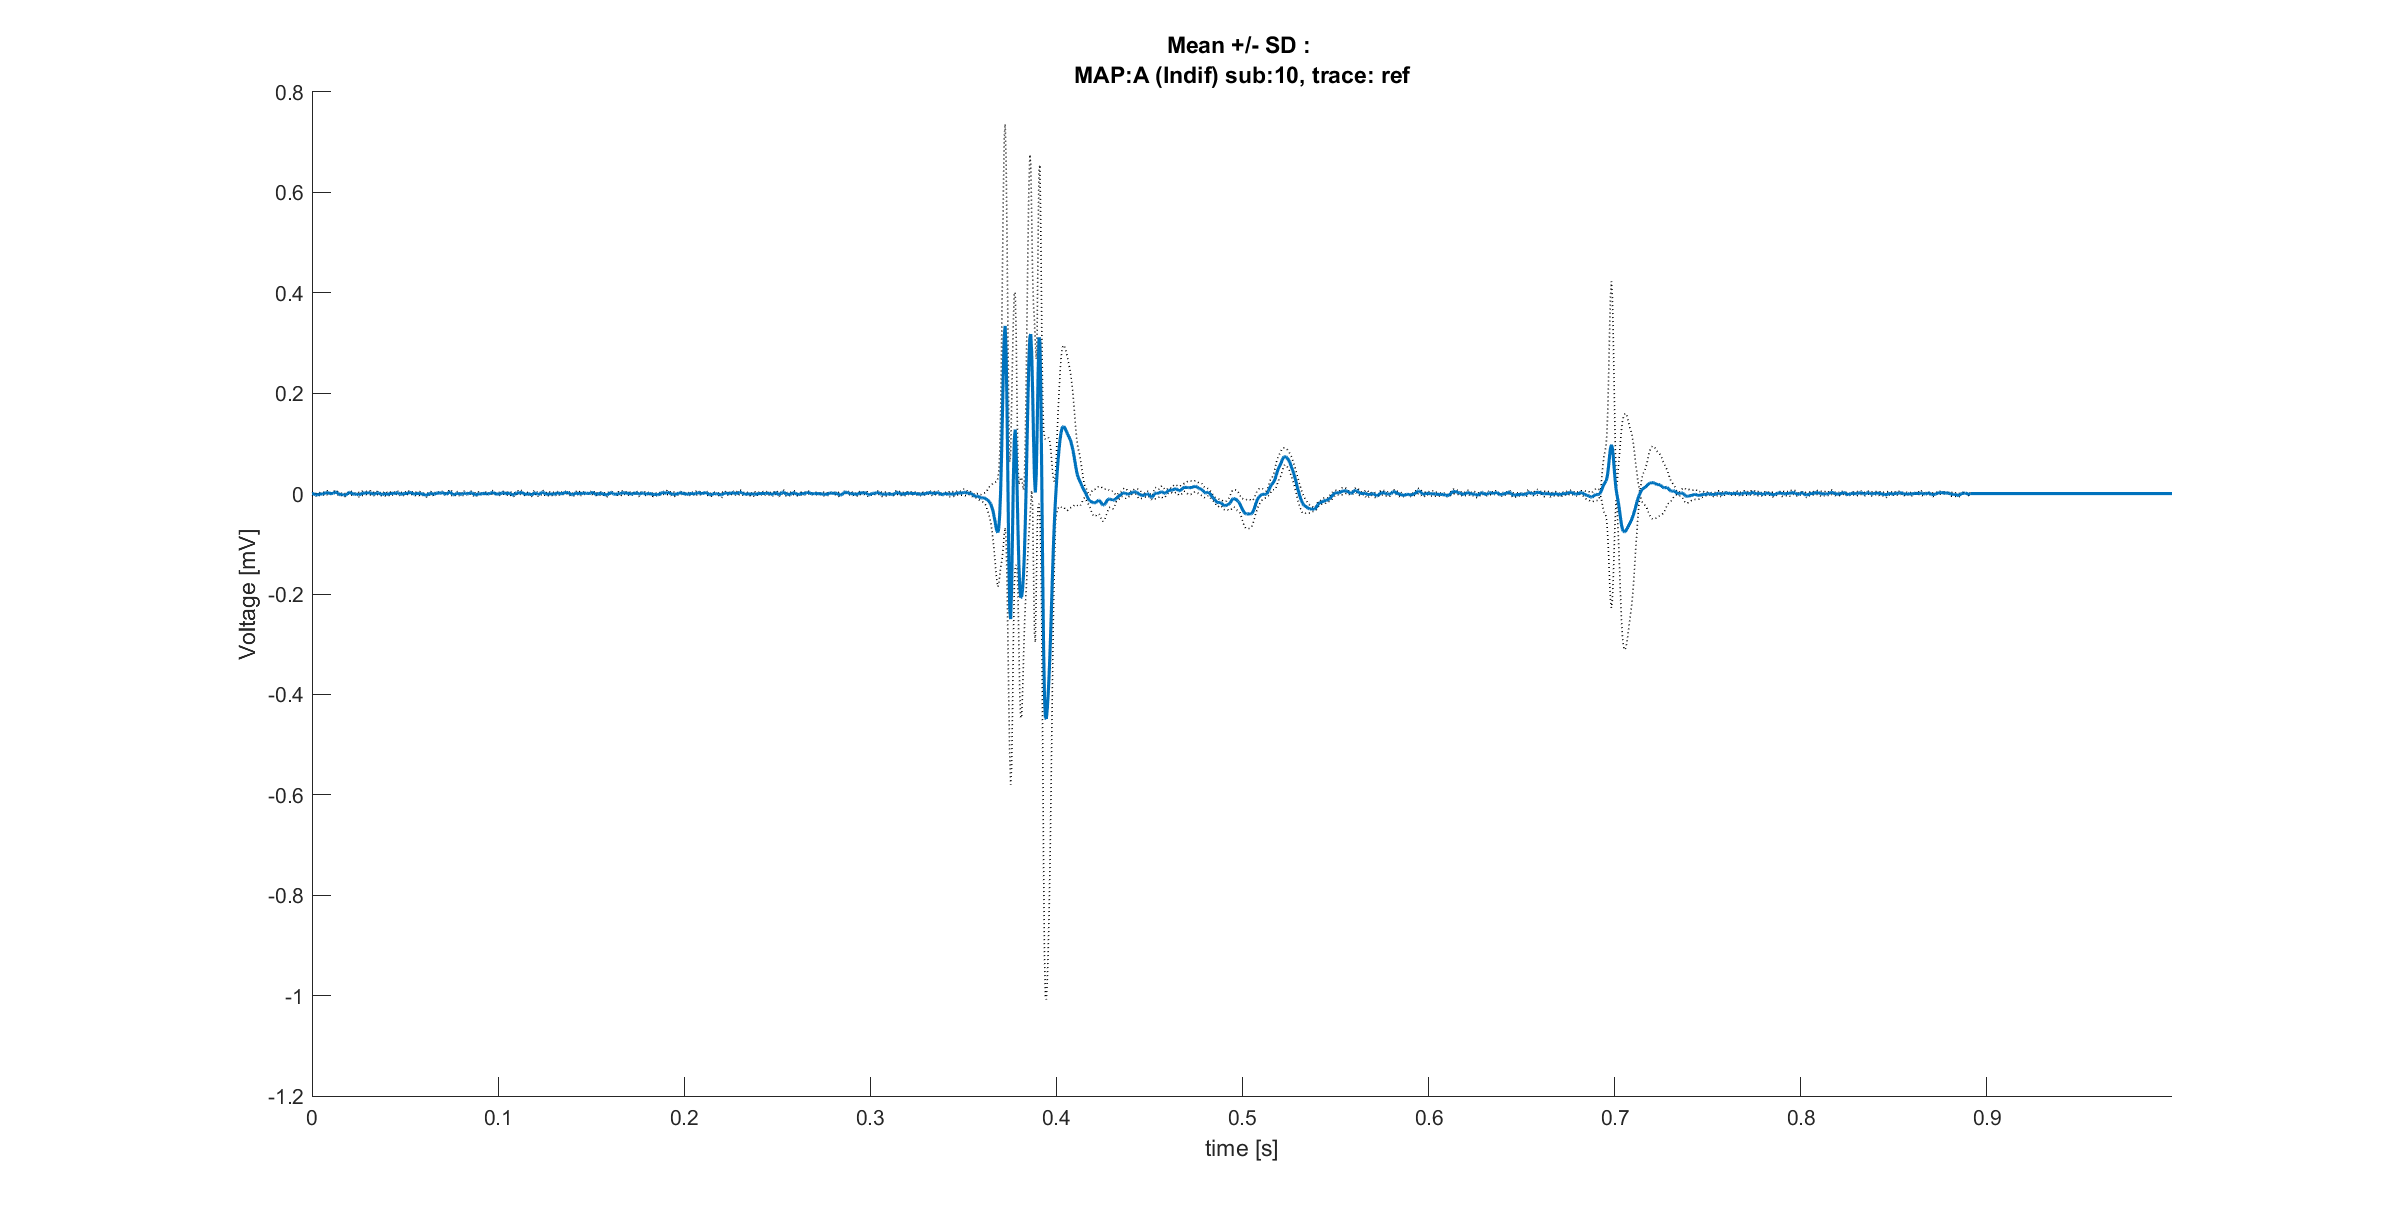 Mean +/- SD :
MAP:A (Indif) sub:10, trace: ref
0.8
0.6
0.4
0.2
0
-0.2
-0.4
-0.6
-0.8
-1
-1.2
Voltage [mV]
0 0.1 0.2 0.3 0.4 0.5 0.6 0.7 0.8 0.9
time [s]